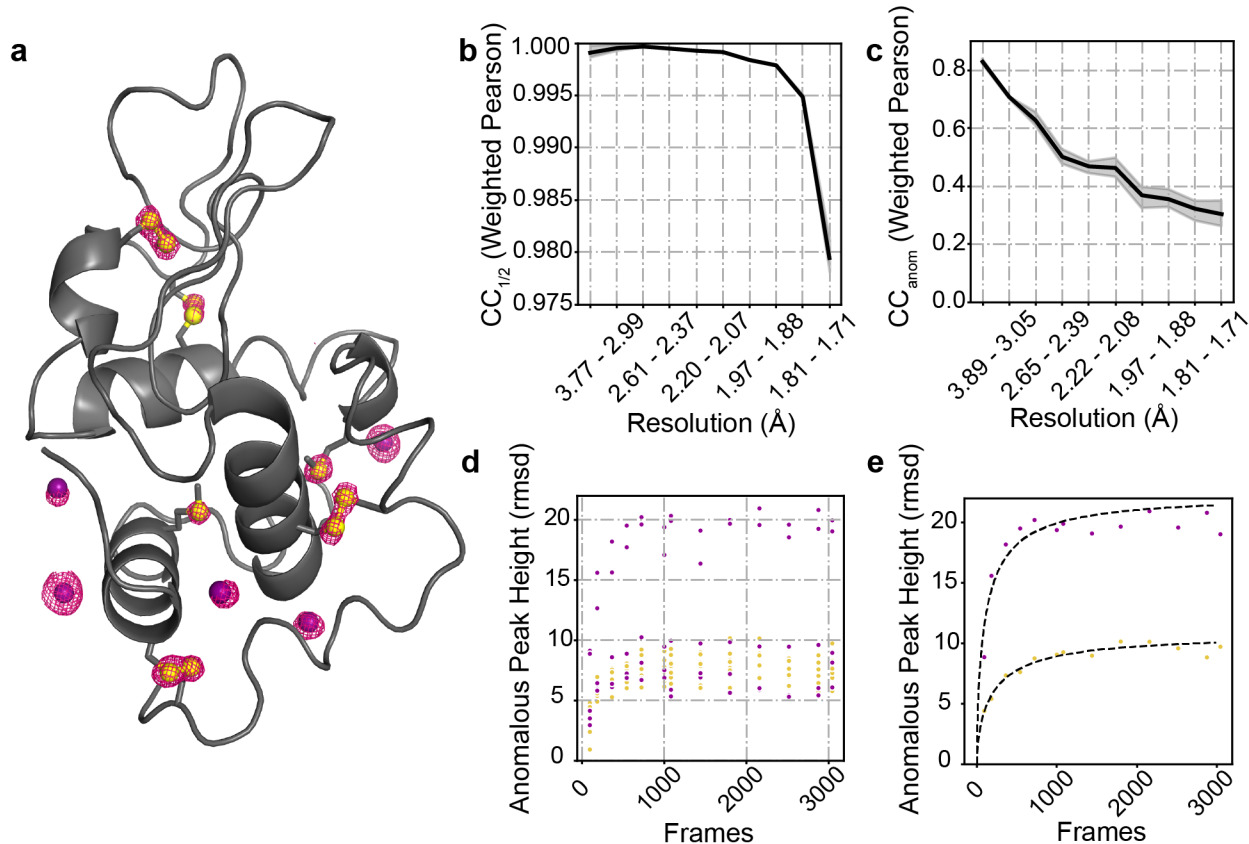 a
b
CC1/2 (Weighted Pearson)
1.000
0.995
0.990
0.985
0.980
0.975
3.77 - 2.99
2.61 - 2.37
2.20 - 2.07
1.97 - 1.88
1.81 - 1.71
Resolution (Å)
c
CCanom (Weighted Pearson)
0.8
0.6
0.4
0.2
0.0
3.89 - 3.05
2.65 - 2.39
2.22 - 2.08
1.97 - 1.88
1.81 - 1.71
Resolution (Å)
d
Anomalous Peak Height (rmsd)
20
15
10
5
0
0
1000
2000
3000
Frames
e
Anomalous Peak Height (rmsd)
20
15
10
5
0
0
1000
2000
3000
Frames